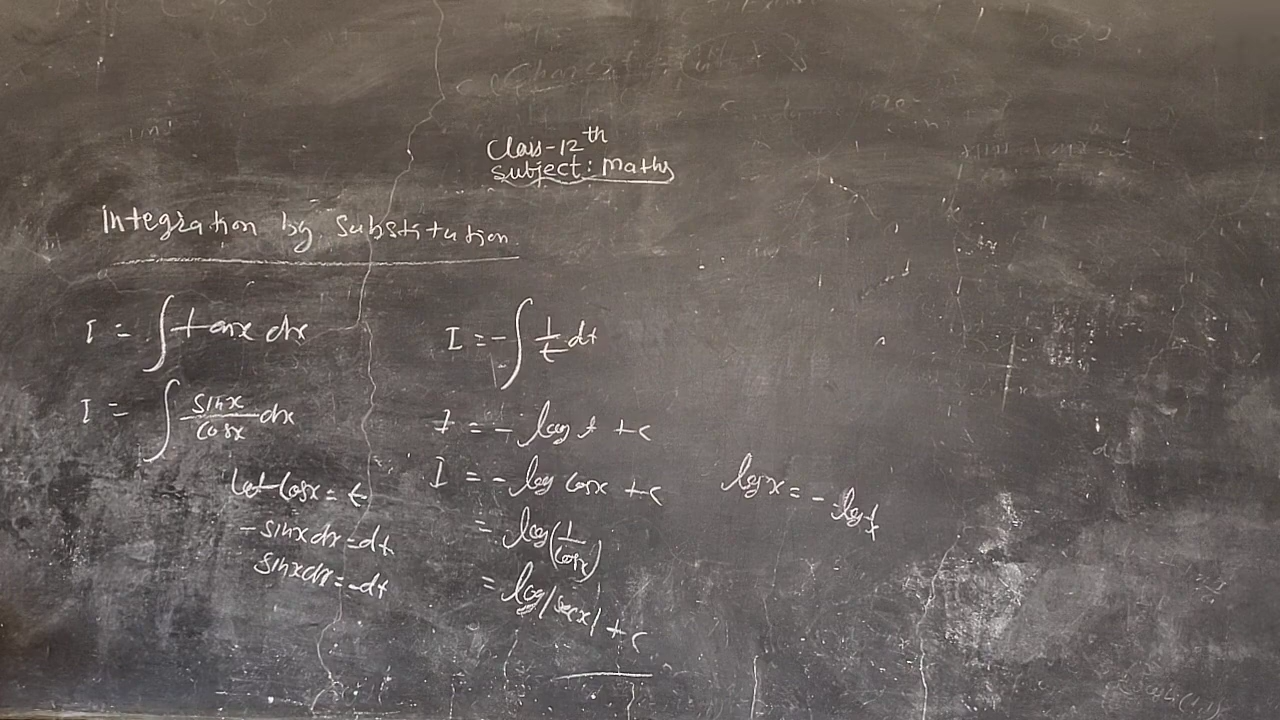 Class-12th
Subject: Maths
Integration by Substitution.
I = ∫ tanx dx
I = ∫ sinx/cosx dx
Let cosx = t
- sinx dx = dt
sinx dx = -dt
I = - ∫ 1/t dt
I = - log t + c
I = - log cosx + c
= log(1/cosx)
= log|secx| + c
logx = - log 1/x